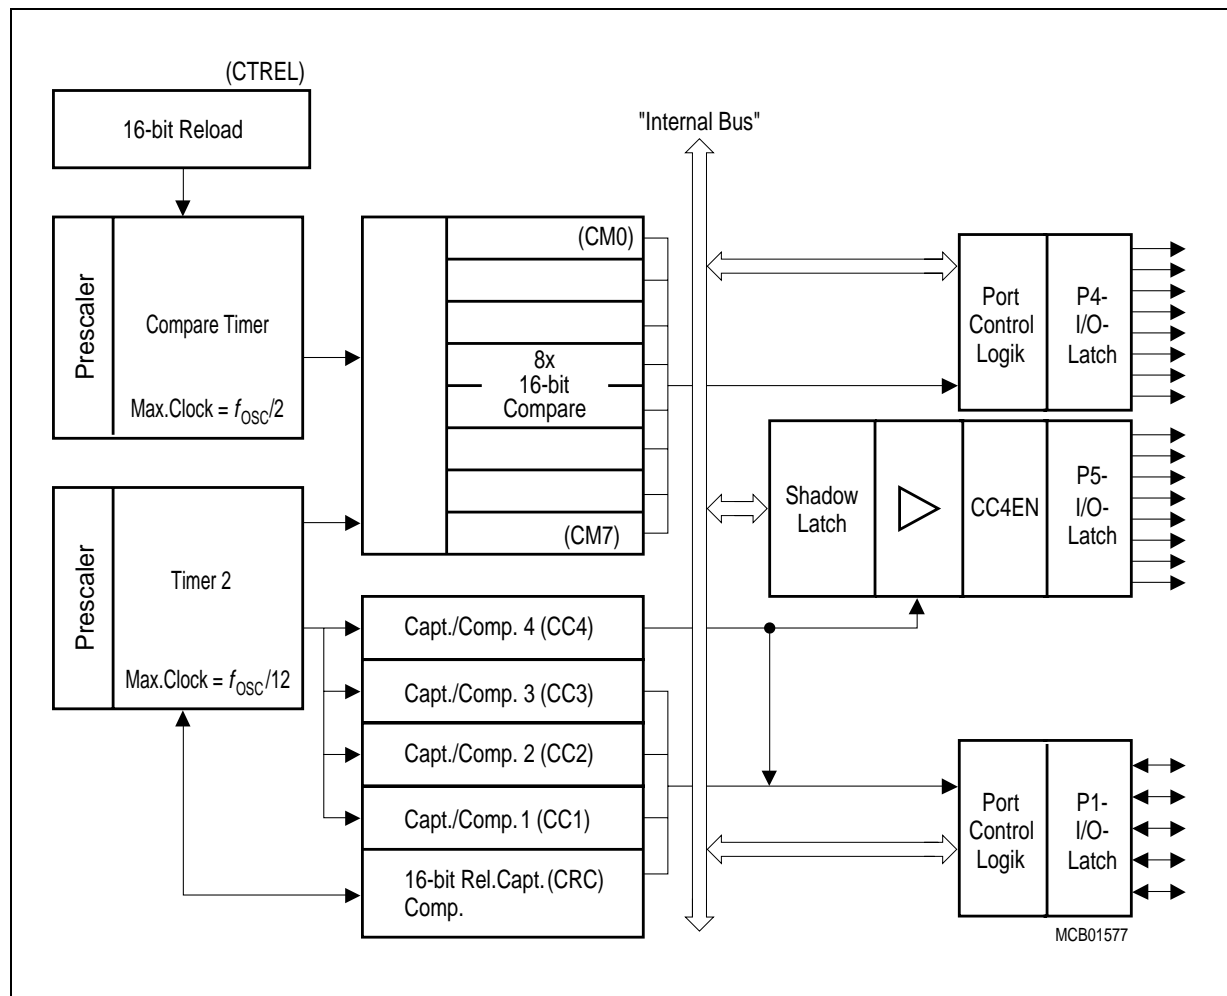 (CTREL)
16-bit Reload
"Internal Bus"
Prescaler
Compare Timer
Max.Clock = fOSC/2
(CM0)
8x
16-bit
Compare
(CM7)
Port
Control
Logik
P4-
I/O-
Latch
Shadow
Latch
CC4EN
P5-
I/O-
Latch
Prescaler
Timer 2
Max.Clock = fOSC/12
Capt./Comp. 4 (CC4)
Capt./Comp. 3 (CC3)
Capt./Comp. 2 (CC2)
Capt./Comp. 1 (CC1)
16-bit Rel.Capt. (CRC)
Comp.
Port
Control
Logik
P1-
I/O-
Latch
MCB01577